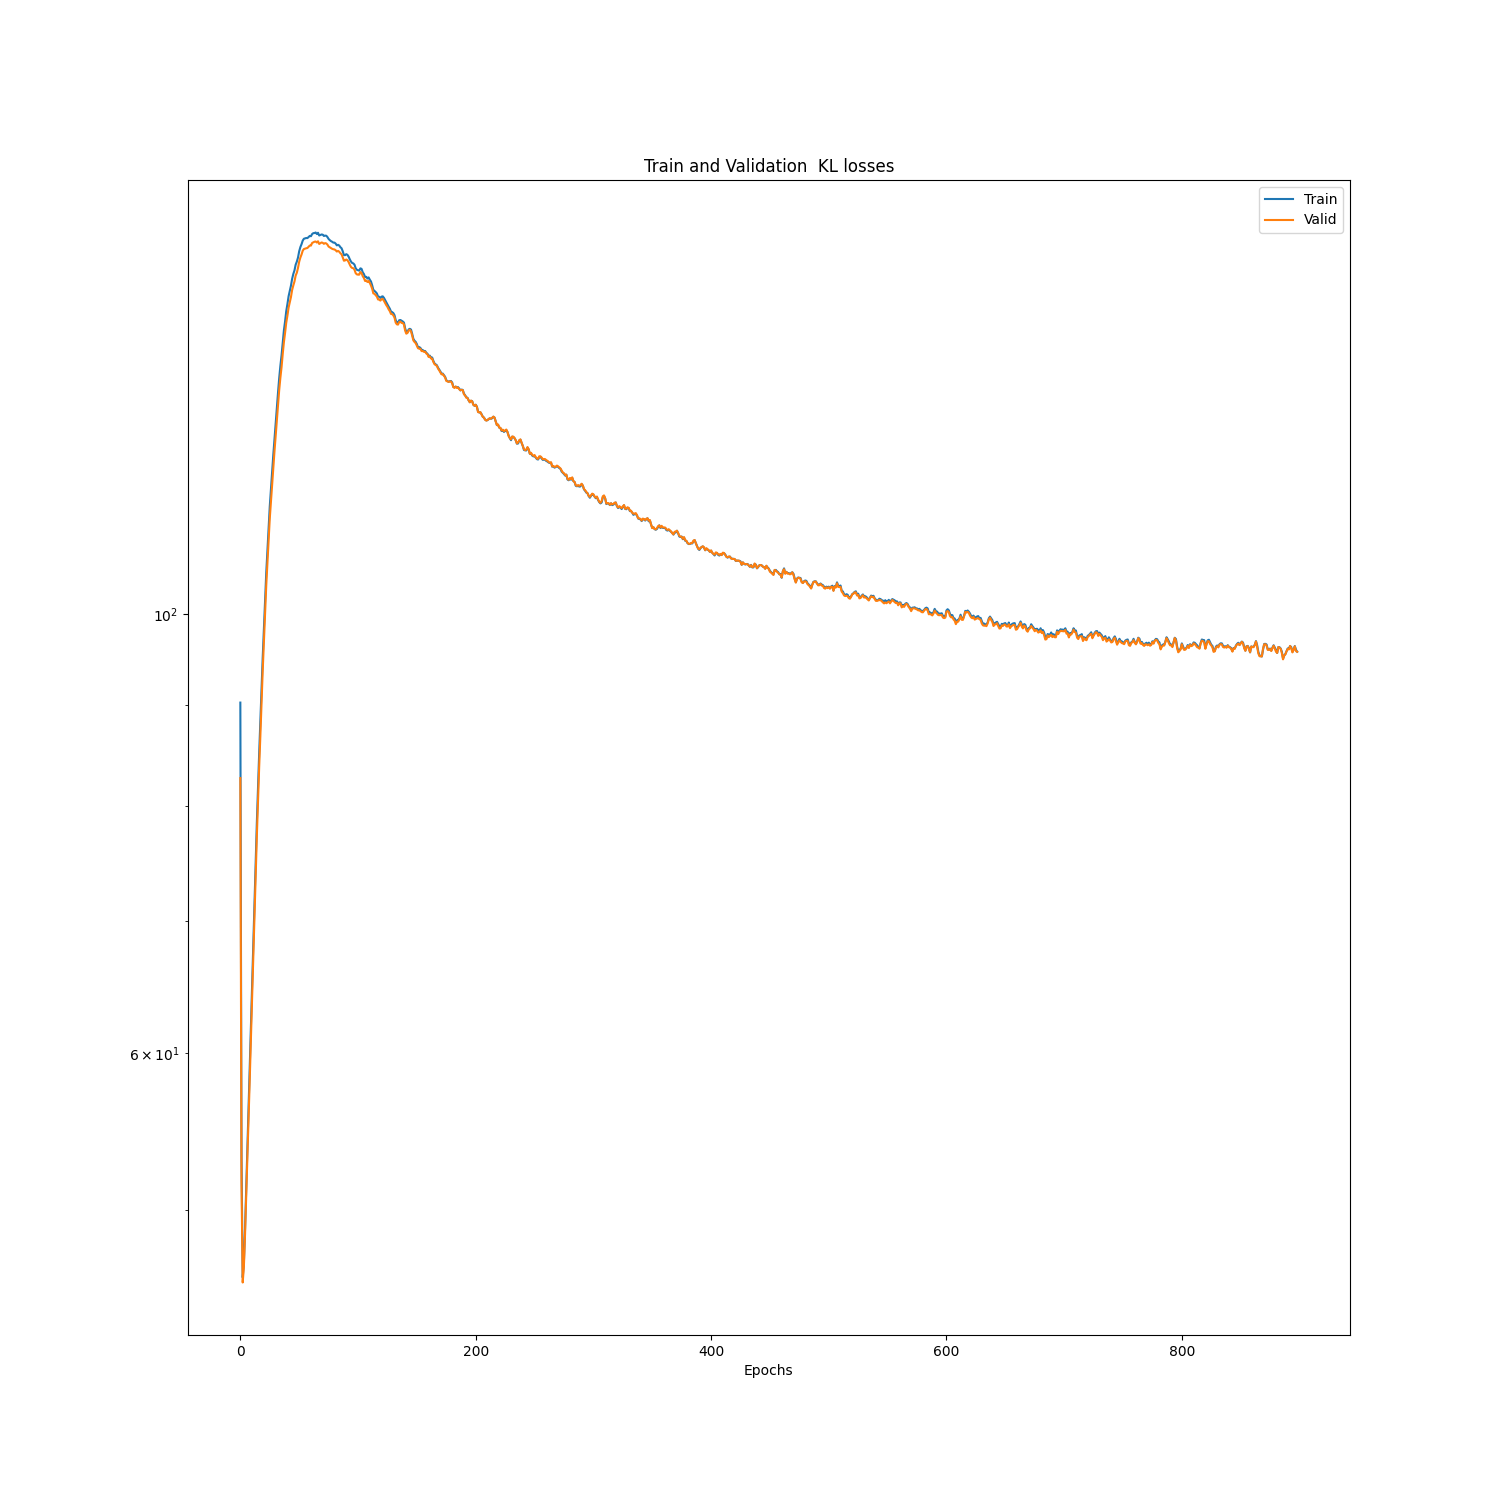 Train and Validation  KL losses
Train
Valid
10²
6 × 10¹
0 200 400 600 800
Epochs